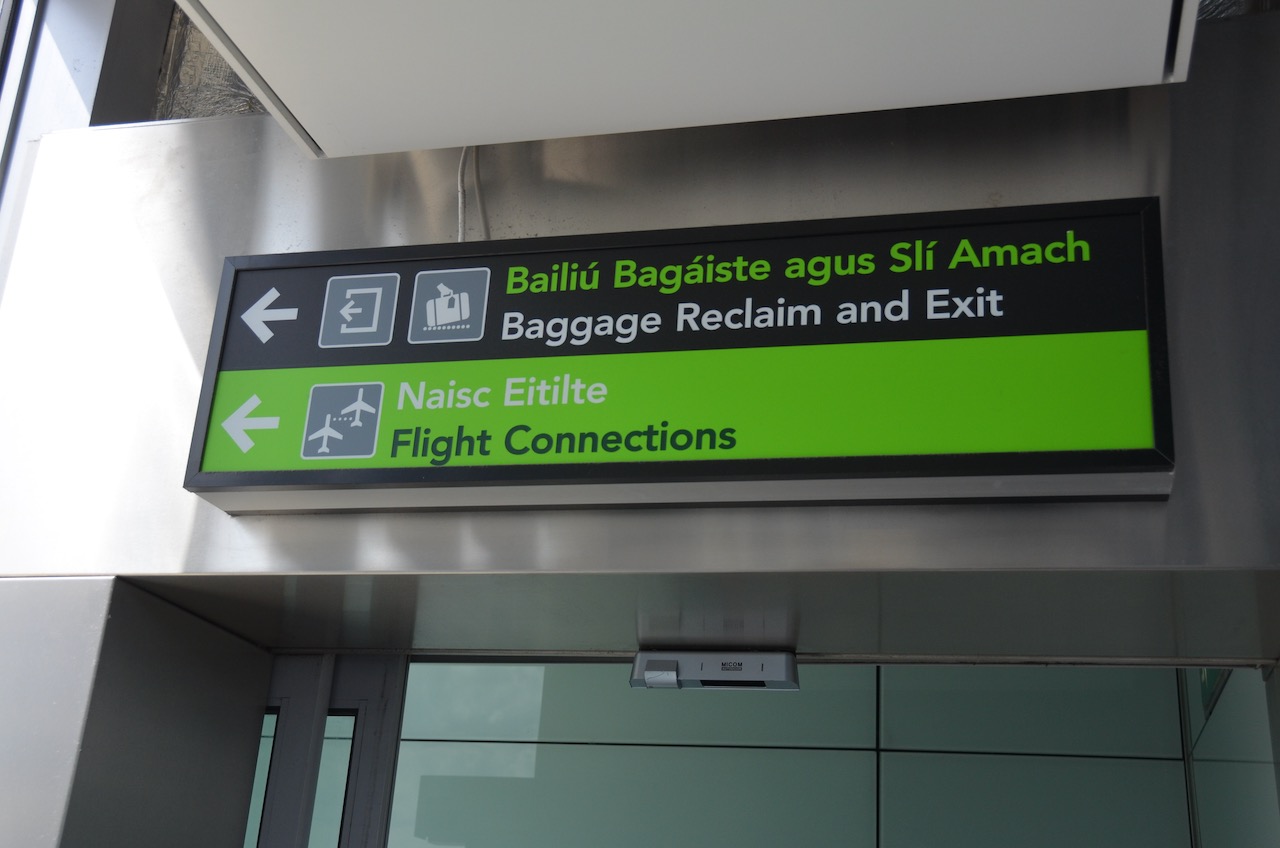 Bailiú Bagáiste agus Slí Amach
Baggage Reclaim and Exit
Naisc Eitilte
Flight Connections
MICOM